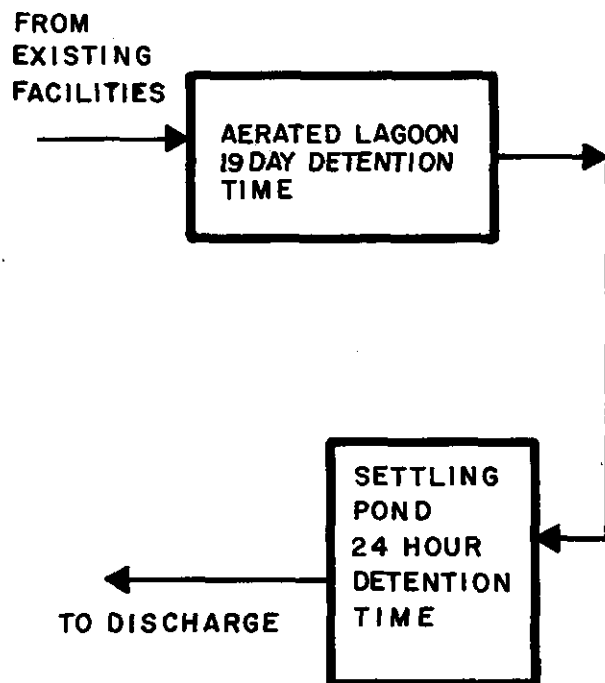 FROM
EXISTING
FACILITIES
AERATED LAGOON
19 DAY DETENTION
TIME
SETTLING
POND
24 HOUR
DETENTION
TIME
TO DISCHARGE